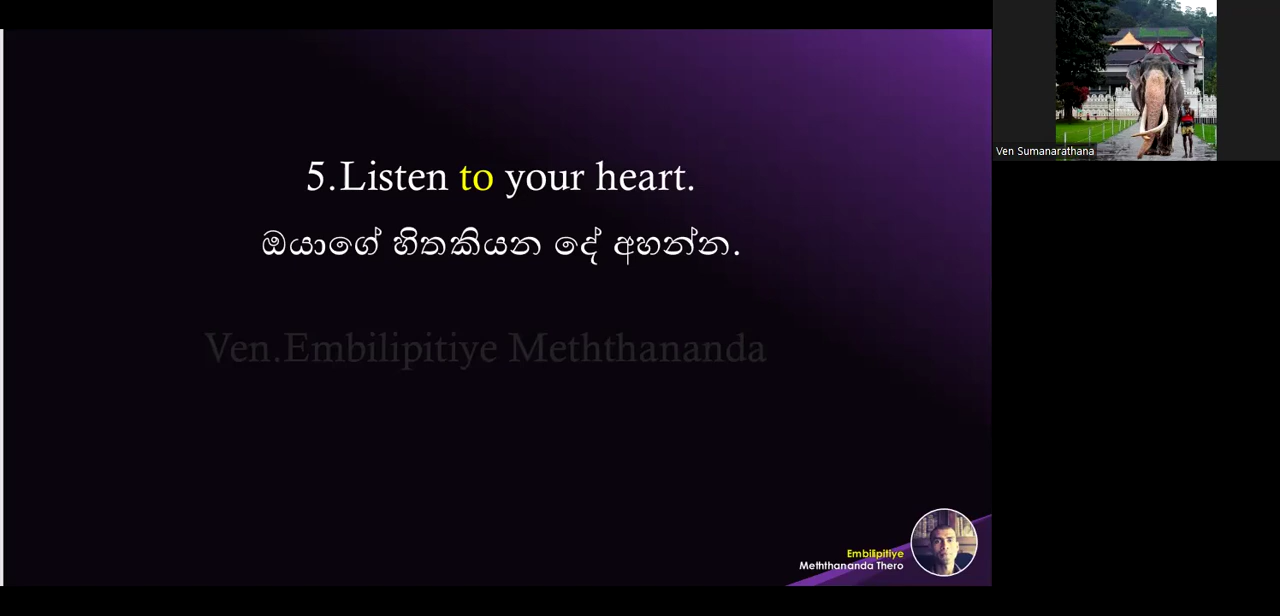 5.Listen to your heart.
ඔයාගේ හිතකියන දේ අහන්න.
Ven.Embilipitiye Meththananda
Embilipitiye
Meththananda Thero
Ven Sumanarathana